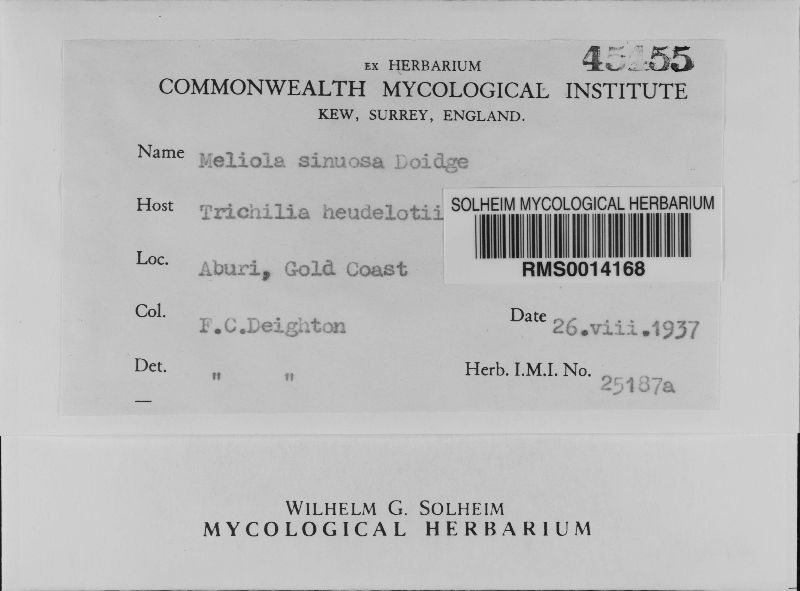 45455
EX HERBARIUM
COMMONWEALTH MYCOLOGICAL INSTITUTE
KEW, SURREY, ENGLAND.
Name Meliola sinuosa Doidge
Host Trichilia heudelotii
SOLHEIM MYCOLOGICAL HERBARIUM
RMS0014168
Loc. Aburi, Gold Coast
Col. F.C.Deighton
Date 26.viii.1937
Det. " "
Herb. I.M.I. No. 25187a
WILHELM G. SOLHEIM
MYCOLOGICAL HERBARIUM